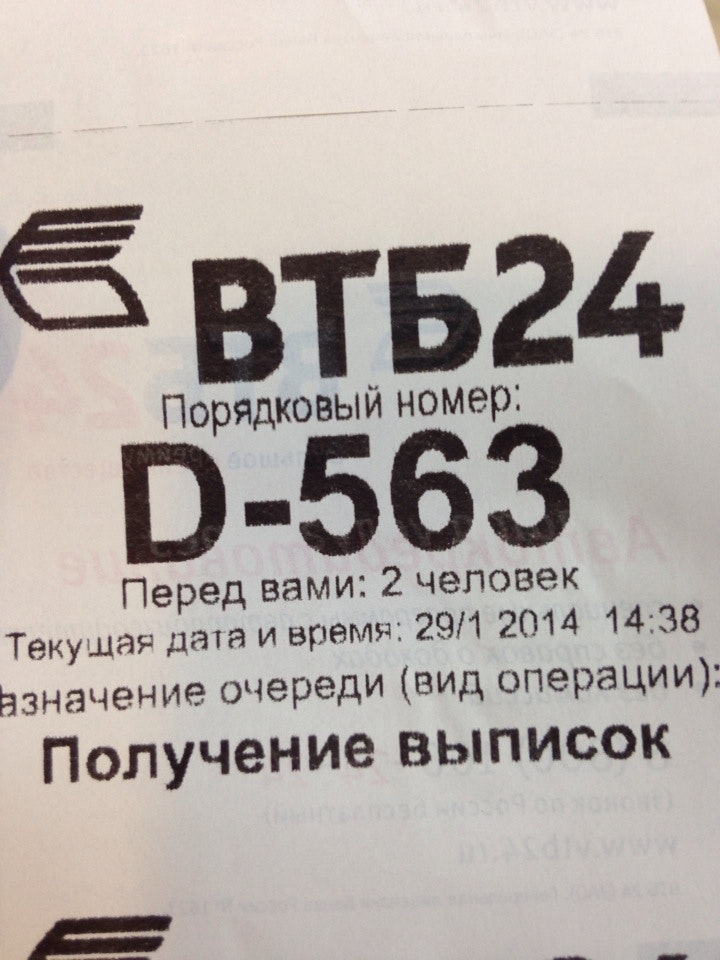 ВТБ24
Порядковый номер:
D-563
Перед вами: 2 человек
Текущая дата и время: 29/1 2014 14:38
азначение очереди (вид операции):
Получение выписок